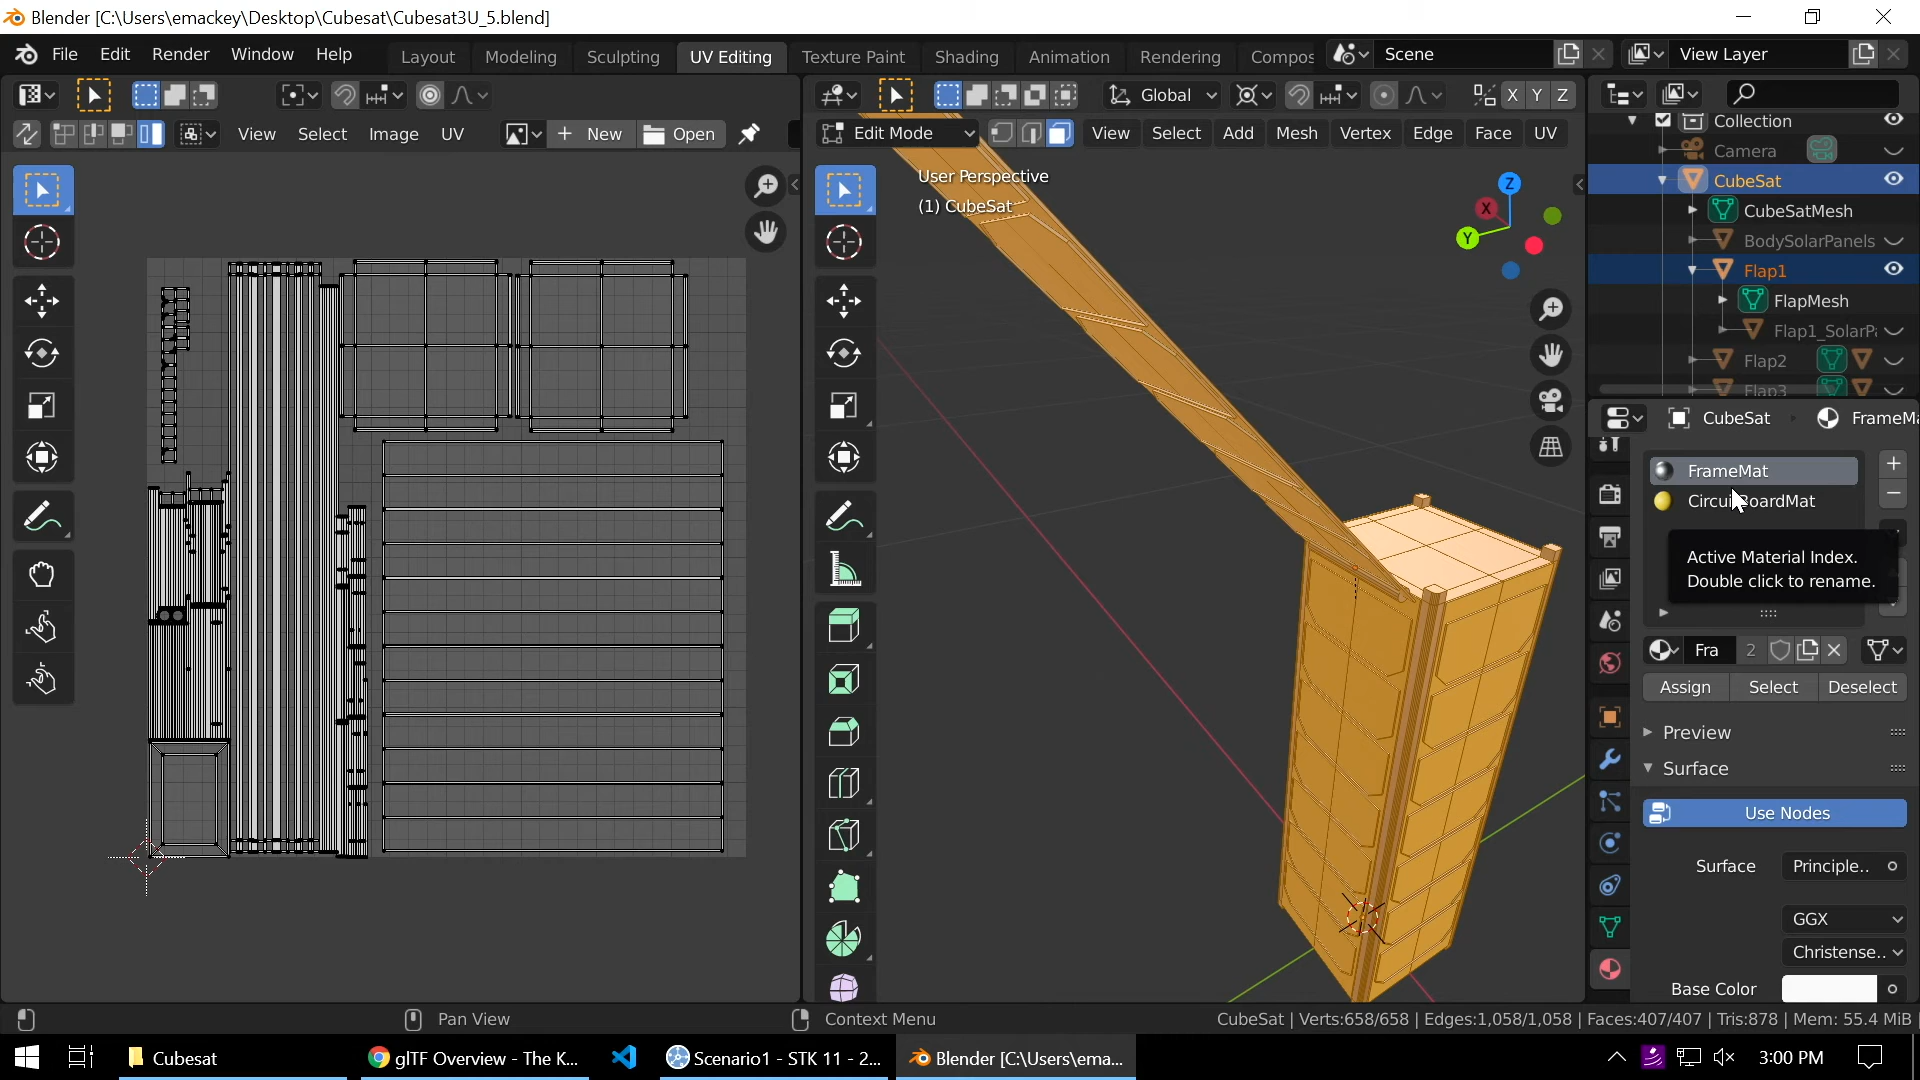 Blender [C:\Users\emackey\Desktop\Cubesat\Cubesat3U_5.blend]
File Edit Render Window Help
Layout Modeling Sculpting UV Editing Texture Paint Shading Animation Rendering Compos
Scene
View Layer
Global
X Y Z
View Select Image UV
New
Open
Edit Mode
View Select Add Mesh Vertex Edge Face UV
User Perspective
(1) CubeSat
Z
X
Y
Collection
Camera
CubeSat
CubeSatMesh
BodySolarPanels
Flap1
FlapMesh
Flap1_SolarPa
Flap2
Flap3
CubeSat
FrameMa
FrameMat
CircuitBoardMat
Active Material Index.
Double click to rename.
Fra 2
Assign Select Deselect
Preview
Surface
Use Nodes
Surface Principle..
GGX
Christense..
Base Color
Pan View
Context Menu
CubeSat | Verts:658/658 | Edges:1,058/1,058 | Faces:407/407 | Tris:878 | Mem: 55.4 MiB
Cubesat
glTF Overview - The K...
Scenario1 - STK 11 - 2...
Blender [C:\Users\ema...
3:00 PM